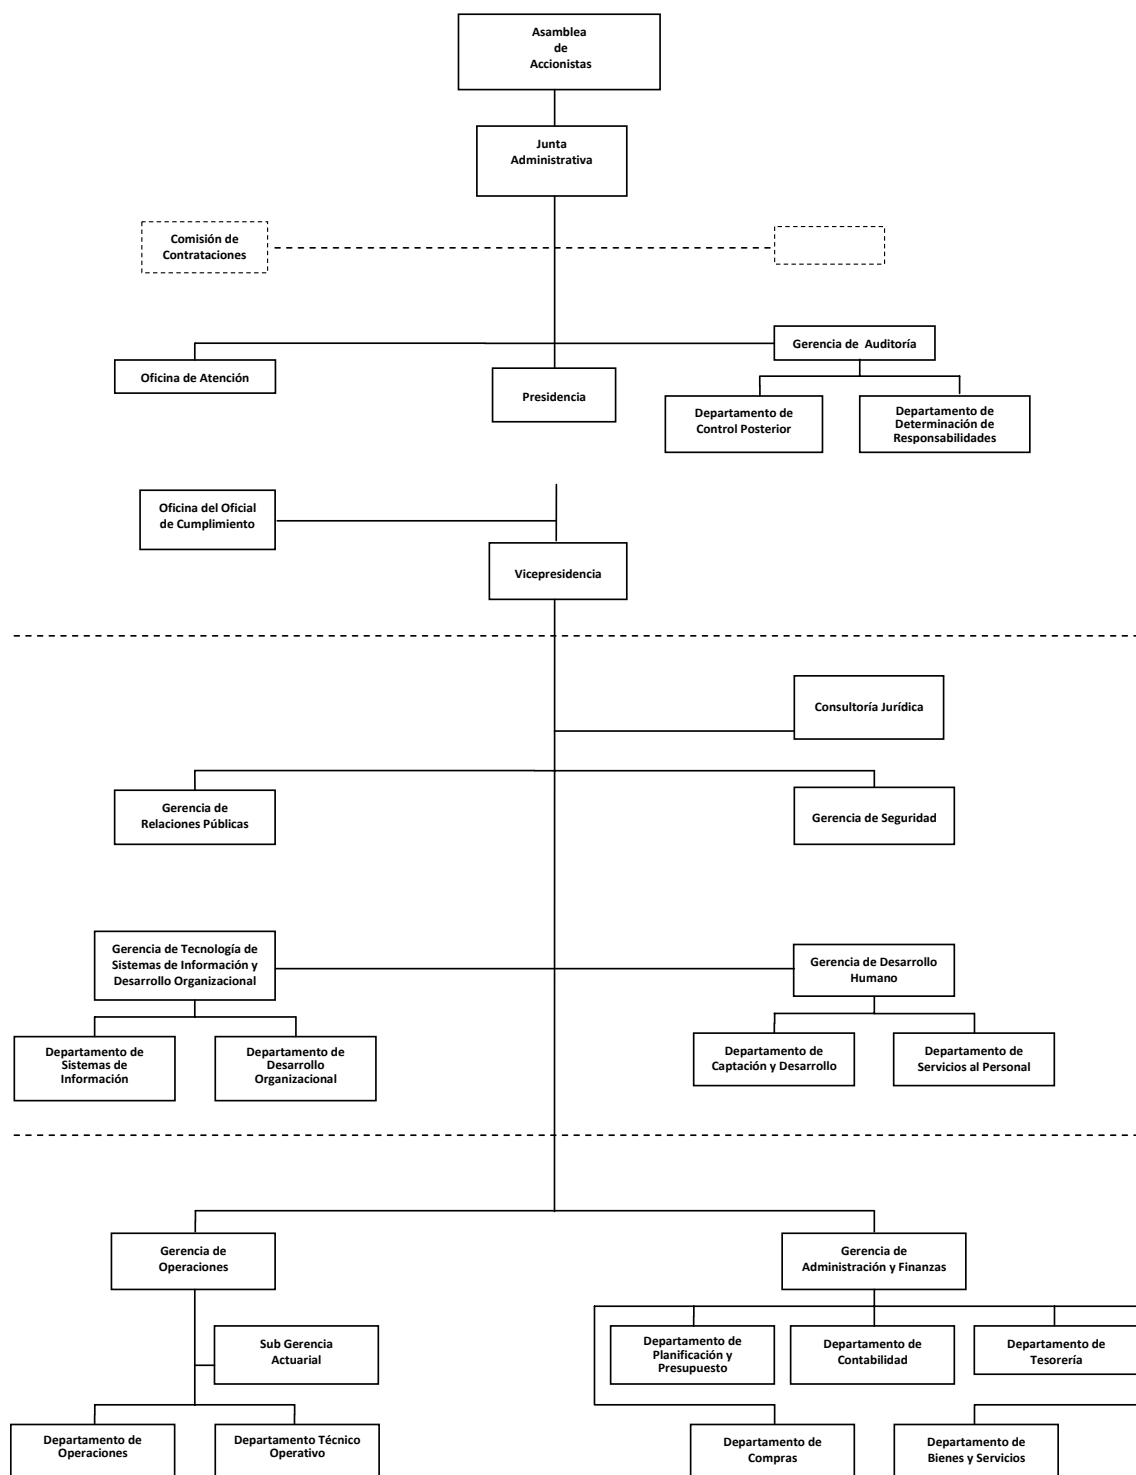 Asamblea
de
Accionistas
Junta
Administrativa
Comisión de
Contrataciones
Gerencia de Auditoría
Oficina de Atención
Presidencia
Departamento de
Control Posterior
Departamento de
Determinación de
Responsabilidades
Oficina del Oficial
de Cumplimiento
Vicepresidencia
Consultoría Jurídica
Gerencia de
Relaciones Públicas
Gerencia de Seguridad
Gerencia de Tecnología de
Sistemas de Información y
Desarrollo Organizacional
Gerencia de Desarrollo
Humano
Departamento de
Sistemas de
Información
Departamento de
Desarrollo
Organizacional
Departamento de
Captación y Desarrollo
Departamento de
Servicios al Personal
Gerencia de
Operaciones
Gerencia de
Administración y Finanzas
Sub Gerencia
Actuarial
Departamento de
Planificación y
Presupuesto
Departamento de
Contabilidad
Departamento de
Tesorería
Departamento de
Operaciones
Departamento Técnico
Operativo
Departamento de
Compras
Departamento de
Bienes y Servicios